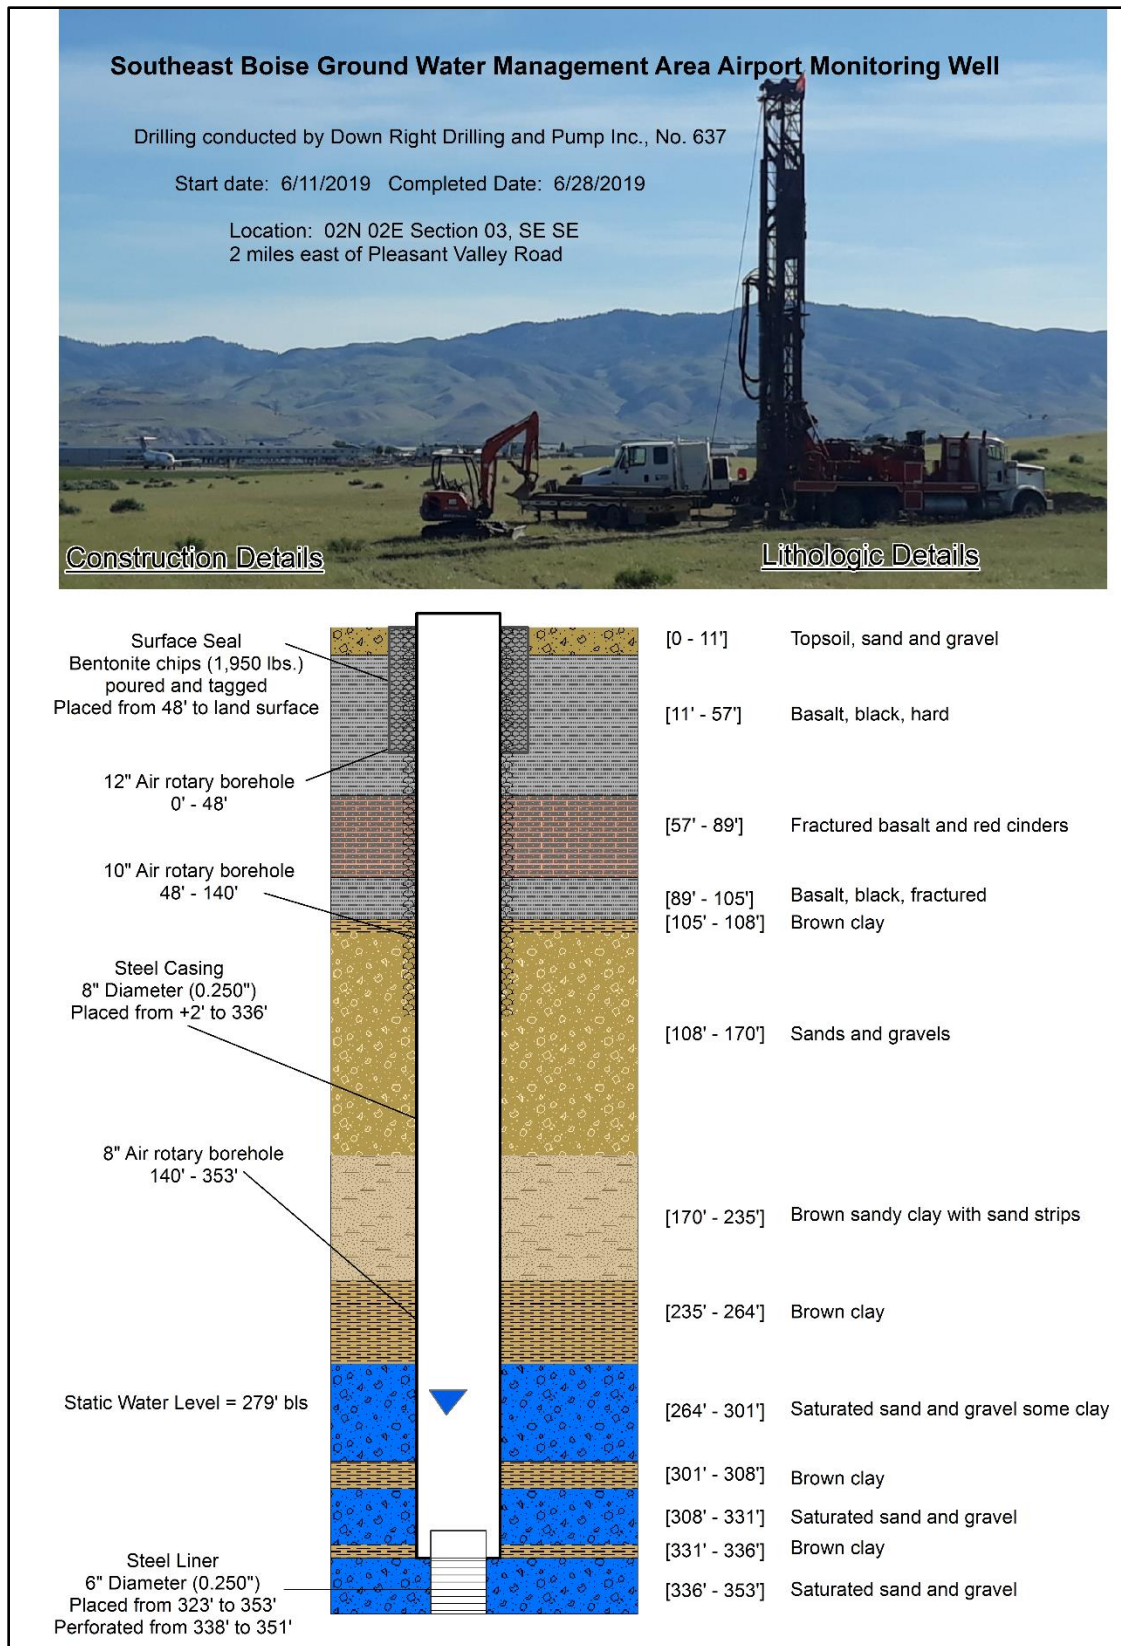 Southeast Boise Ground Water Management Area Airport Monitoring Well
Drilling conducted by Down Right Drilling and Pump Inc., No. 637
Start date: 6/11/2019 Completed Date: 6/28/2019
Location: 02N 02E Section 03, SE SE
2 miles east of Pleasant Valley Road
Construction Details
Lithologic Details
Surface Seal
Bentonite chips (1,950 lbs.)
poured and tagged
Placed from 48' to land surface
12" Air rotary borehole
0' - 48'
10" Air rotary borehole
48' - 140'
Steel Casing
8" Diameter (0.250")
Placed from +2' to 336'
8" Air rotary borehole
140' - 353'
Static Water Level = 279' bls
Steel Liner
6" Diameter (0.250")
Placed from 323' to 353'
Perforated from 338' to 351'
[0 - 11'] Topsoil, sand and gravel
[11' - 57'] Basalt, black, hard
[57' - 89'] Fractured basalt and red cinders
[89' - 105'] Basalt, black, fractured
[105' - 108'] Brown clay
[108' - 170'] Sands and gravels
[170' - 235'] Brown sandy clay with sand strips
[235' - 264'] Brown clay
[264' - 301'] Saturated sand and gravel some clay
[301' - 308'] Brown clay
[308' - 331'] Saturated sand and gravel
[331' - 336'] Brown clay
[336' - 353'] Saturated sand and gravel